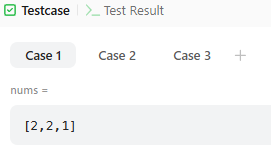 Testcase | Test Result
Case 1 Case 2 Case 3 +
nums =
[2,2,1]